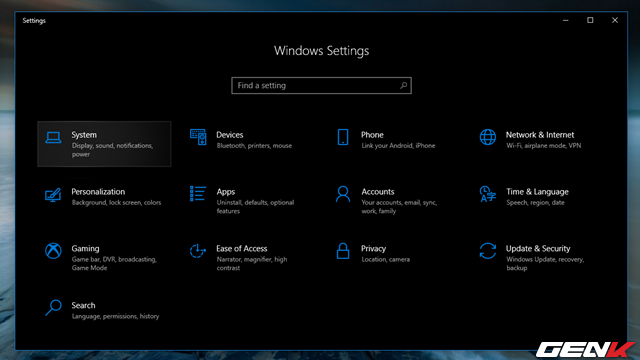 Settings
Windows Settings
Find a setting
System
Display, sound, notifications,
power
Devices
Bluetooth, printers, mouse
Phone
Link your Android, iPhone
Network & Internet
Wi-Fi, airplane mode, VPN
Personalization
Background, lock screen, colors
Apps
Uninstall, defaults, optional
features
Accounts
Your accounts, email, sync,
work, family
Time & Language
Speech, region, date
Gaming
Game bar, DVR, broadcasting,
Game Mode
Ease of Access
Narrator, magnifier, high
contrast
Privacy
Location, camera
Update & Security
Windows Update, recovery,
backup
Search
Language, permissions, history
GENK